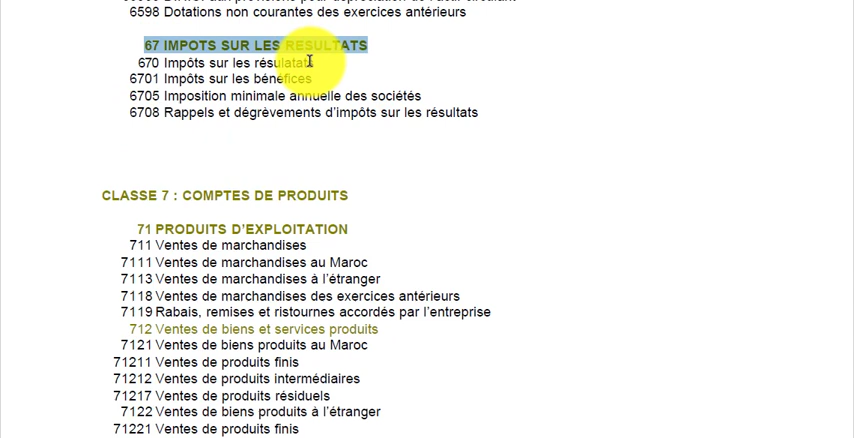 6598 Dotations non courantes des exercices antérieurs
67 IMPOTS SUR LES RESULTATS
670 Impôts sur les résulatats
6701 Impôts sur les bénéfices
6705 Imposition minimale annuelle des sociétés
6708 Rappels et dégrèvements d'impôts sur les résultats
CLASSE 7 : COMPTES DE PRODUITS
71 PRODUITS D'EXPLOITATION
711 Ventes de marchandises
7111 Ventes de marchandises au Maroc
7113 Ventes de marchandises à l'étranger
7118 Ventes de marchandises des exercices antérieurs
7119 Rabais, remises et ristournes accordés par l'entreprise
712 Ventes de biens et services produits
7121 Ventes de biens produits au Maroc
71211 Ventes de produits finis
71212 Ventes de produits intermédiaires
71217 Ventes de produits résiduels
7122 Ventes de biens produits à l'étranger
71221 Ventes de produits finis